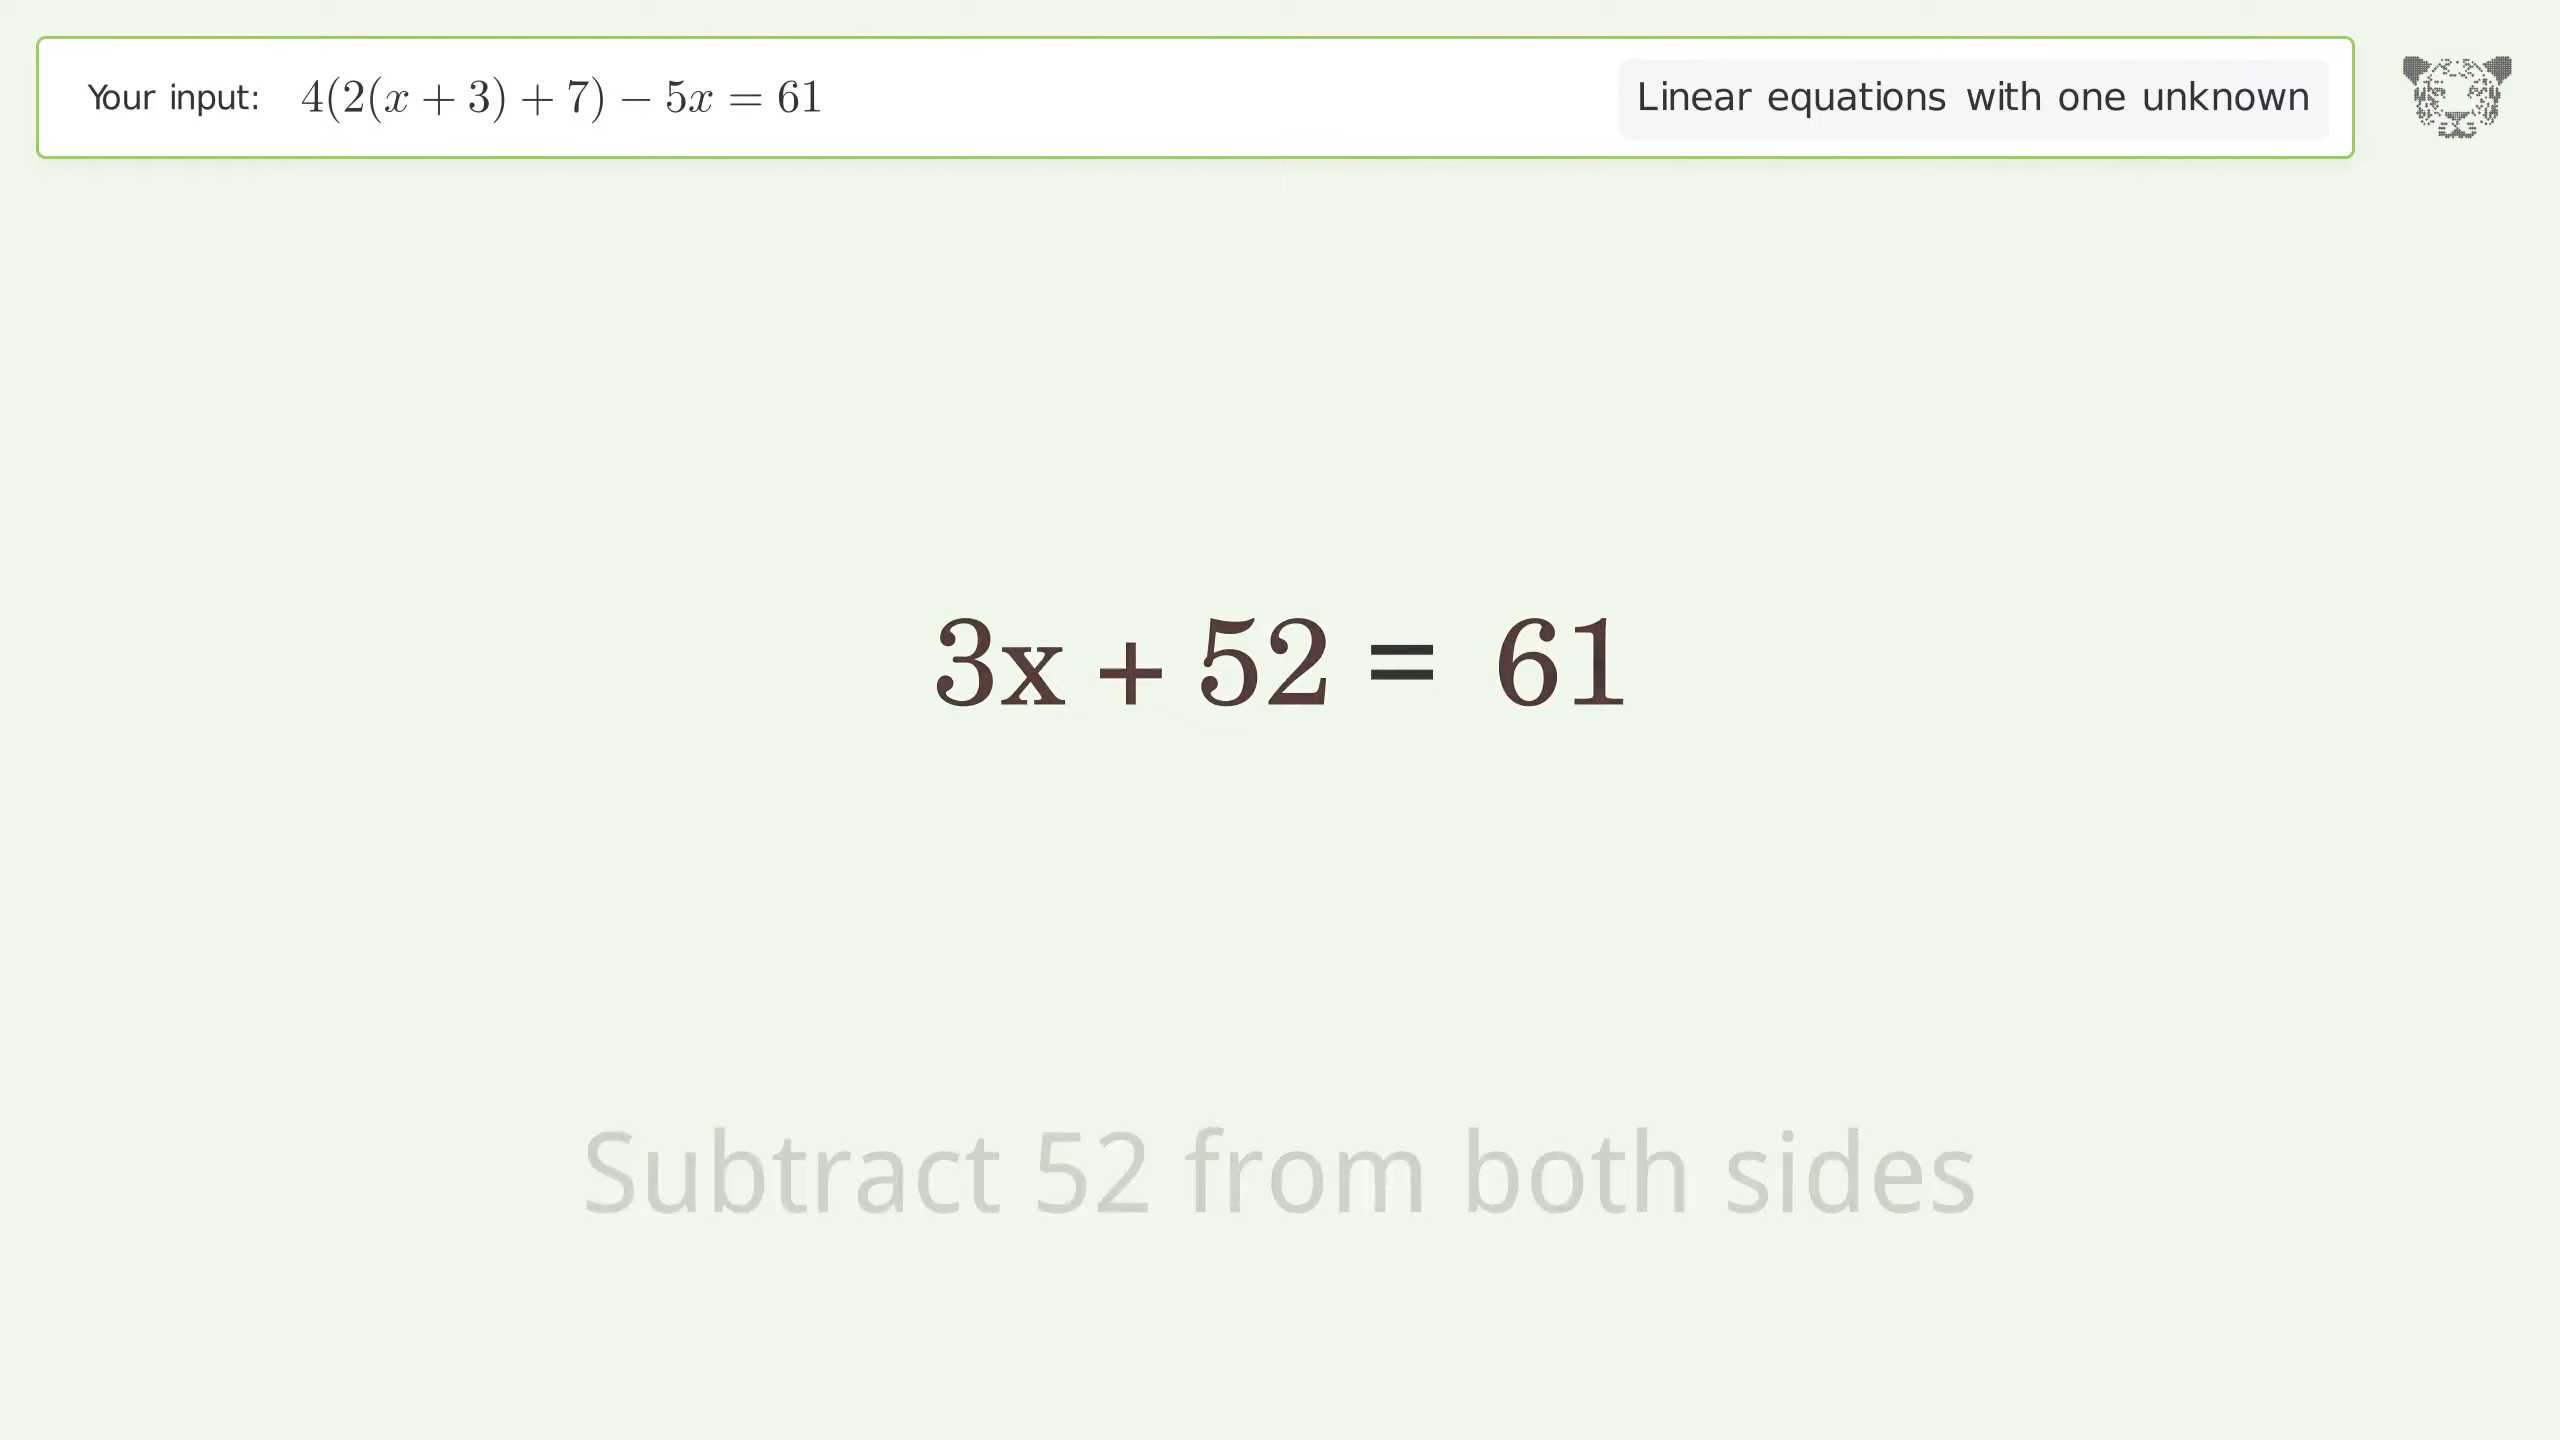 Your input: 4(2(x + 3) + 7) − 5x = 61
Linear equations with one unknown
3x + 52 = 61
Subtract 52 from both sides